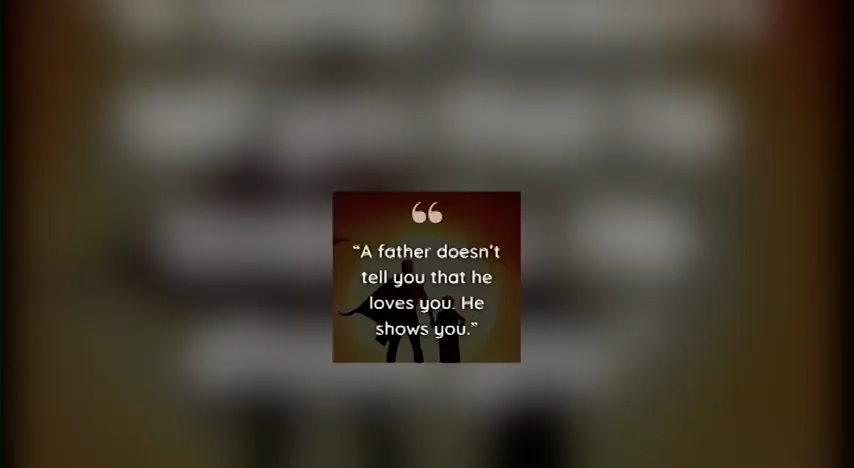 “A father doesn’t
tell you that he
loves you. He
shows you.”